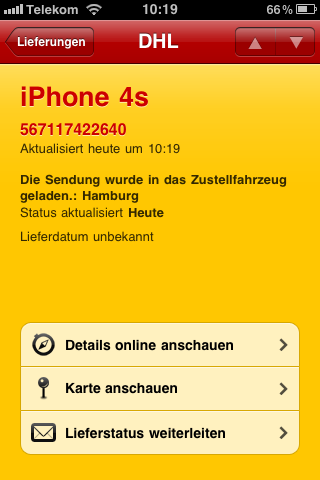 Telekom 10:19 66%
Lieferungen DHL
iPhone 4s
567117422640
Aktualisiert heute um 10:19
Die Sendung wurde in das Zustellfahrzeug
geladen.: Hamburg
Status aktualisiert Heute
Lieferdatum unbekannt
Details online anschauen
Karte anschauen
Lieferstatus weiterleiten